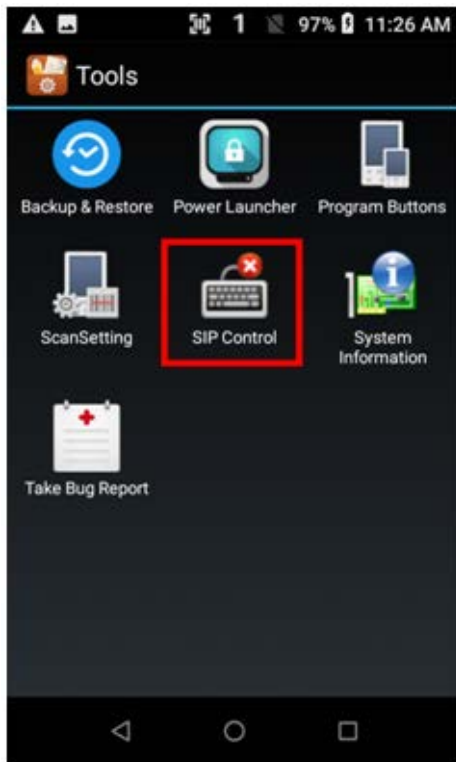 1 97% 11:26 AM
Tools
Backup & Restore Power Launcher Program Buttons
ScanSetting SIP Control System
Information
Take Bug Report